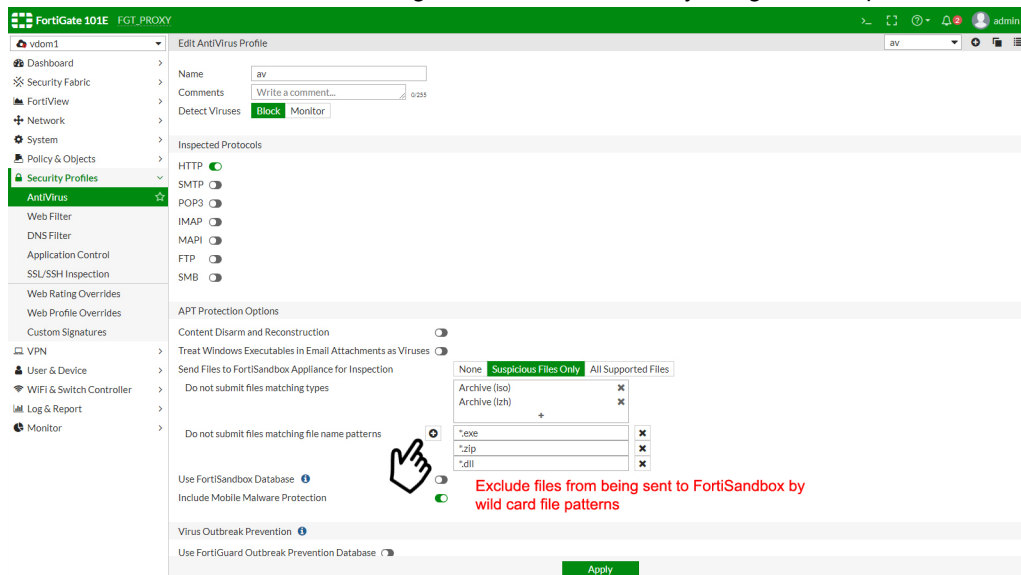 FortiGate 101E FGT_PROXY >_ 2 admin
vdom1 Edit AntiVirus Profile av
Dashboard
Security Fabric
FortiView
Network
System
Policy & Objects
Security Profiles
AntiVirus
Web Filter
DNS Filter
Application Control
SSL/SSH Inspection
Web Rating Overrides
Web Profile Overrides
Custom Signatures
VPN
User & Device
WiFi & Switch Controller
Log & Report
Monitor
Name av
Comments Write a comment... 0/255
Detect Viruses Block Monitor
Inspected Protocols
HTTP
SMTP
POP3
IMAP
MAPI
FTP
SMB
APT Protection Options
Content Disarm and Reconstruction
Treat Windows Executables in Email Attachments as Viruses
Send Files to FortiSandbox Appliance for Inspection None Suspicious Files Only All Supported Files
Do not submit files matching types Archive (iso)
Archive (lzh)
+
Do not submit files matching file name patterns *.exe
*.zip
*.dll
Use FortiSandbox Database
Include Mobile Malware Protection
Exclude files from being sent to FortiSandbox by
wild card file patterns
Virus Outbreak Prevention
Use FortiGuard Outbreak Prevention Database
Apply